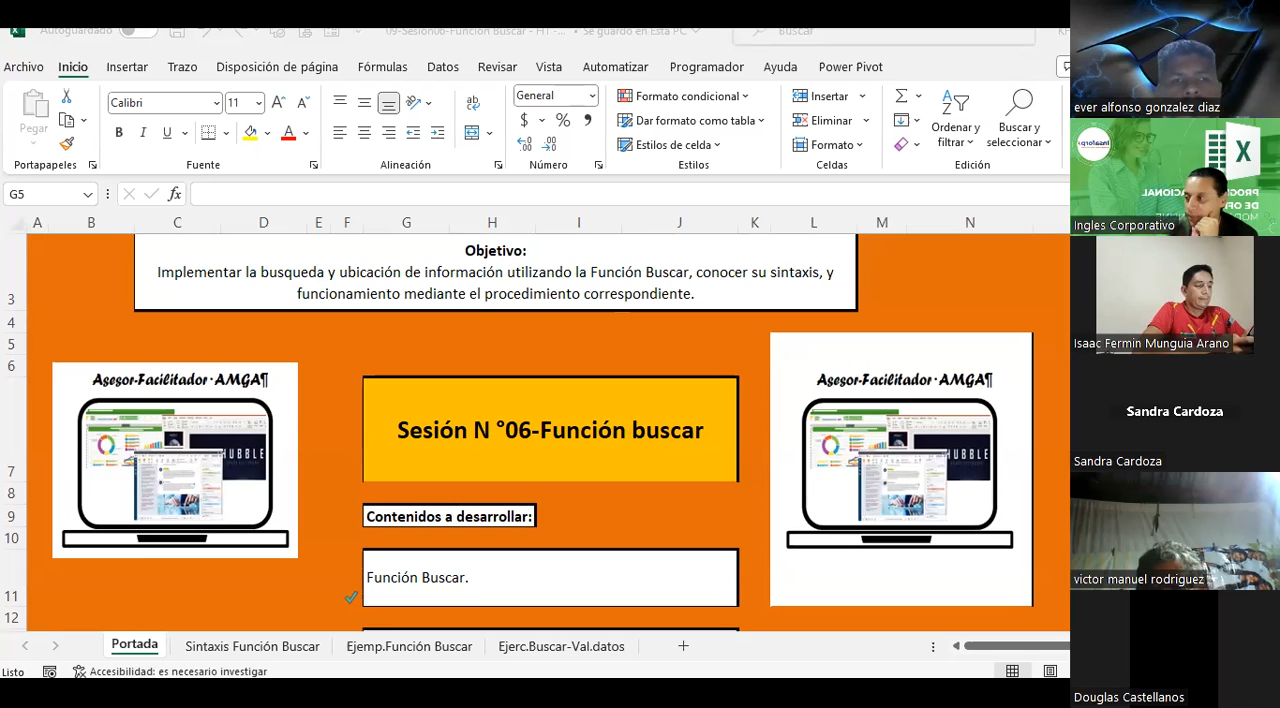 Autoguardado
09-Sesion06-Función Buscar - HT -... • Se guardó en Esta PC
Buscar
Archivo Inicio Insertar Trazo Disposición de página Fórmulas Datos Revisar Vista Automatizar Programador Ayuda Power Pivot
Pegar
Calibri 11
General
Formato condicional
Dar formato como tabla
Estilos de celda
Insertar
Eliminar
Formato
Ordenar y filtrar
Buscar y seleccionar
Portapapeles Fuente Alineación Número Estilos Celdas Edición
G5
fx
A B C D E F G H I J K L M N
Objetivo:
Implementar la busqueda y ubicación de información utilizando la Función Buscar, conocer su sintaxis, y
funcionamiento mediante el procedimiento correspondiente.
3
4
5
6
7
8
9
10
11
12
Asesor-Facilitador·AMGA¶
HUBBLE
Sesión N °06-Función buscar
Contenidos a desarrollar:
Función Buscar.
Asesor-Facilitador·AMGA¶
HUBBLE
Portada Sintaxis Función Buscar Ejemp.Función Buscar Ejerc.Buscar-Val.datos
Listo Accesibilidad: es necesario investigar
ever alfonso gonzalez diaz
Insaforp
X
Ingles Corporativo
Isaac Fermin Munguia Arano
Sandra Cardoza
Sandra Cardoza
victor manuel rodriguez
Douglas Castellanos